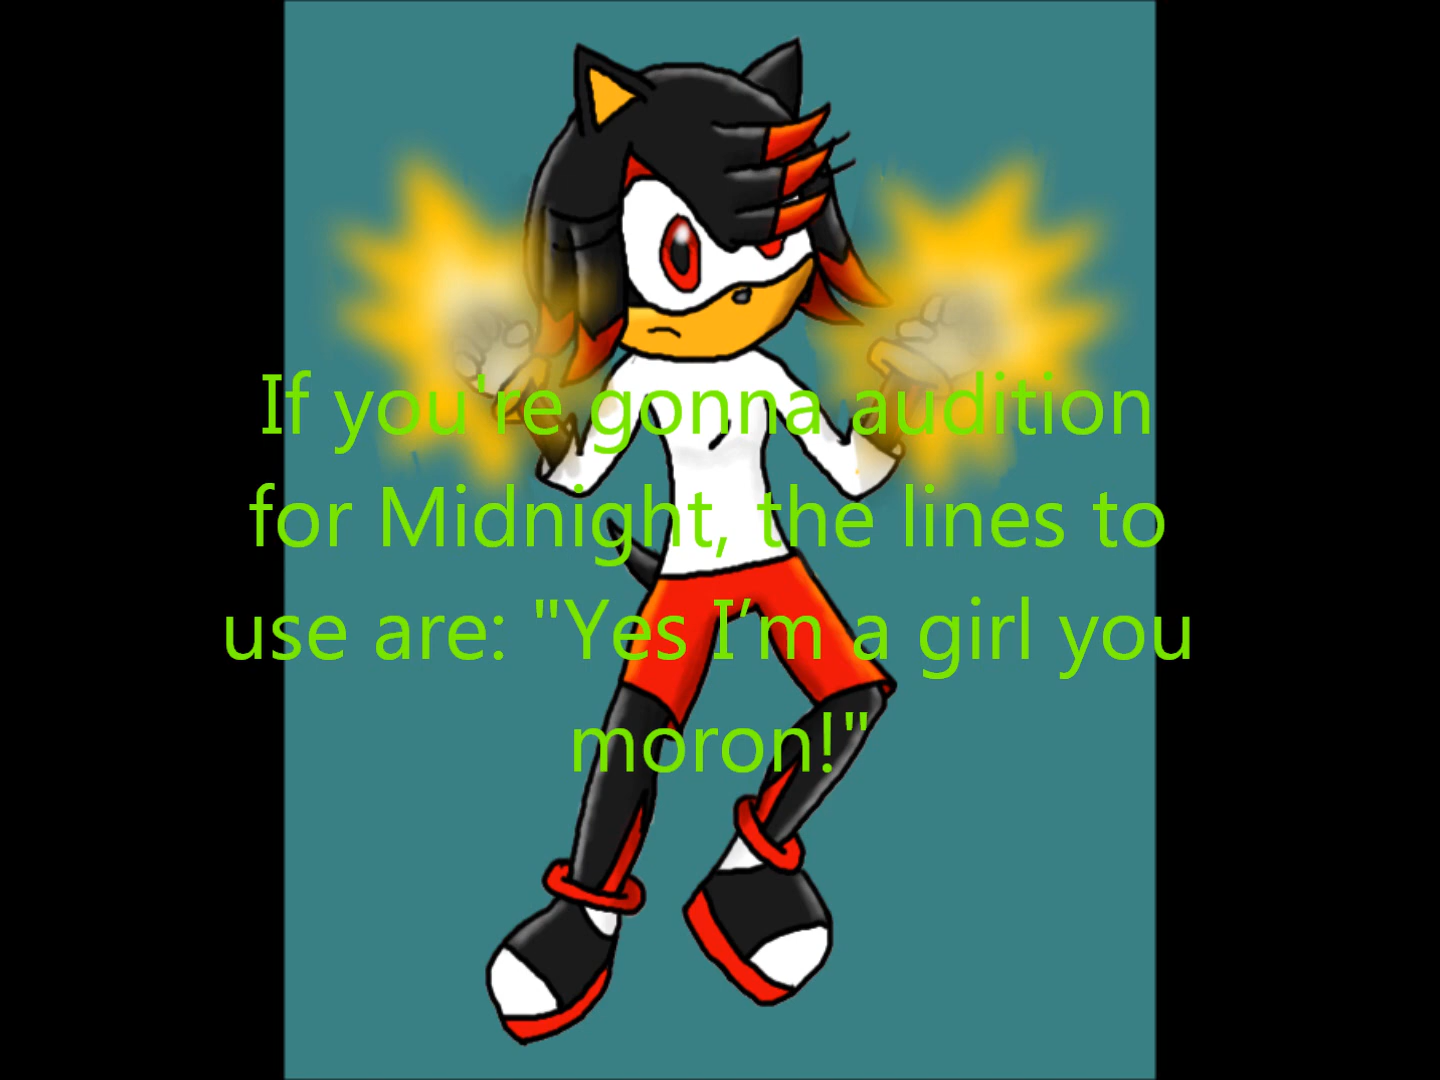 If you're gonna audition
for Midnight, the lines to
use are: "Yes I’m a girl you
moron!"